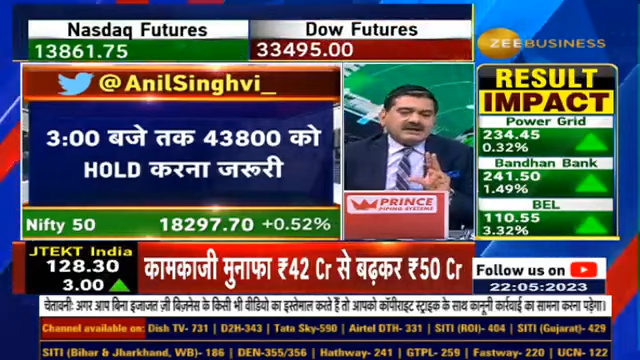 Nasdaq Futures
13861.75
Dow Futures
33495.00
ZEE BUSINESS
@AnilSinghvi_
3:00 बजे तक 43800 को
HOLD करना जरूरी
Nifty 50 18297.70 +0.52%
PRINCE
PIPING SYSTEMS
RESULT
IMPACT
Power Grid
234.45
0.32%
Bandhan Bank
241.50
1.49%
BEL
110.55
3.32%
JTEKT India
128.30
3.00
कामकाजी मुनाफा ₹42 Cr से बढ़कर ₹50 Cr
Follow us on
22:05:2023
चेतावनी: अगर आप बिना इजाजत ज़ी बिज़नेस के किसी भी वीडियो का इस्तेमाल करते हैं तो आपको कॉपीराइट स्ट्राइक के साथ कानूनी कार्रवाई का सामना करना पड़ेगा।
Channel available on: Dish TV- 731 | D2H-343 | Tata Sky-590 | Airtel DTH- 331 | SITI (ROI) - 404 | SITI (Gujarat) - 429
SITI (Bihar & Jharkhand, WB)- 186 | DEN-355/356 | Hathway-241 | GTPL-259 | Fastway-220 | UCN-122